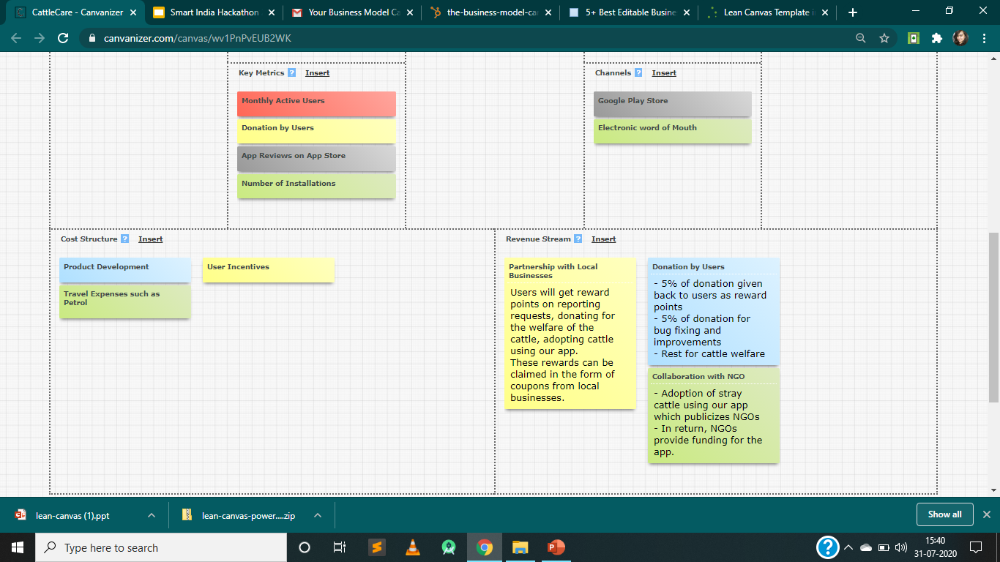 CattleCare - Canvanizer
Smart India Hackathon
Your Business Model Ca
the-business-model-car
5+ Best Editable Busine
Lean Canvas Template i
canvanizer.com/canvas/wv1PnPvEUB2WK
Key Metrics ? Insert
Monthly Active Users
Donation by Users
App Reviews on App Store
Number of Installations
Channels ? Insert
Google Play Store
Electronic word of Mouth
Cost Structure ? Insert
Product Development
Travel Expenses such as
Petrol
User Incentives
Revenue Stream ? Insert
Partnership with Local
Businesses
Users will get reward
points on reporting
requests, donating for
the welfare of the
cattle, adopting cattle
using our app.
These rewards can be
claimed in the form of
coupons from local
businesses.
Donation by Users
- 5% of donation given
back to users as reward
points
- 5% of donation for
bug fixing and
improvements
- Rest for cattle welfare
Collaboration with NGO
- Adoption of stray
cattle using our app
which publicizes NGOs
- In return, NGOs
provide funding for the
app.
lean-canvas (1).ppt
lean-canvas-power....zip
Show all
Type here to search
15:40
31-07-2020